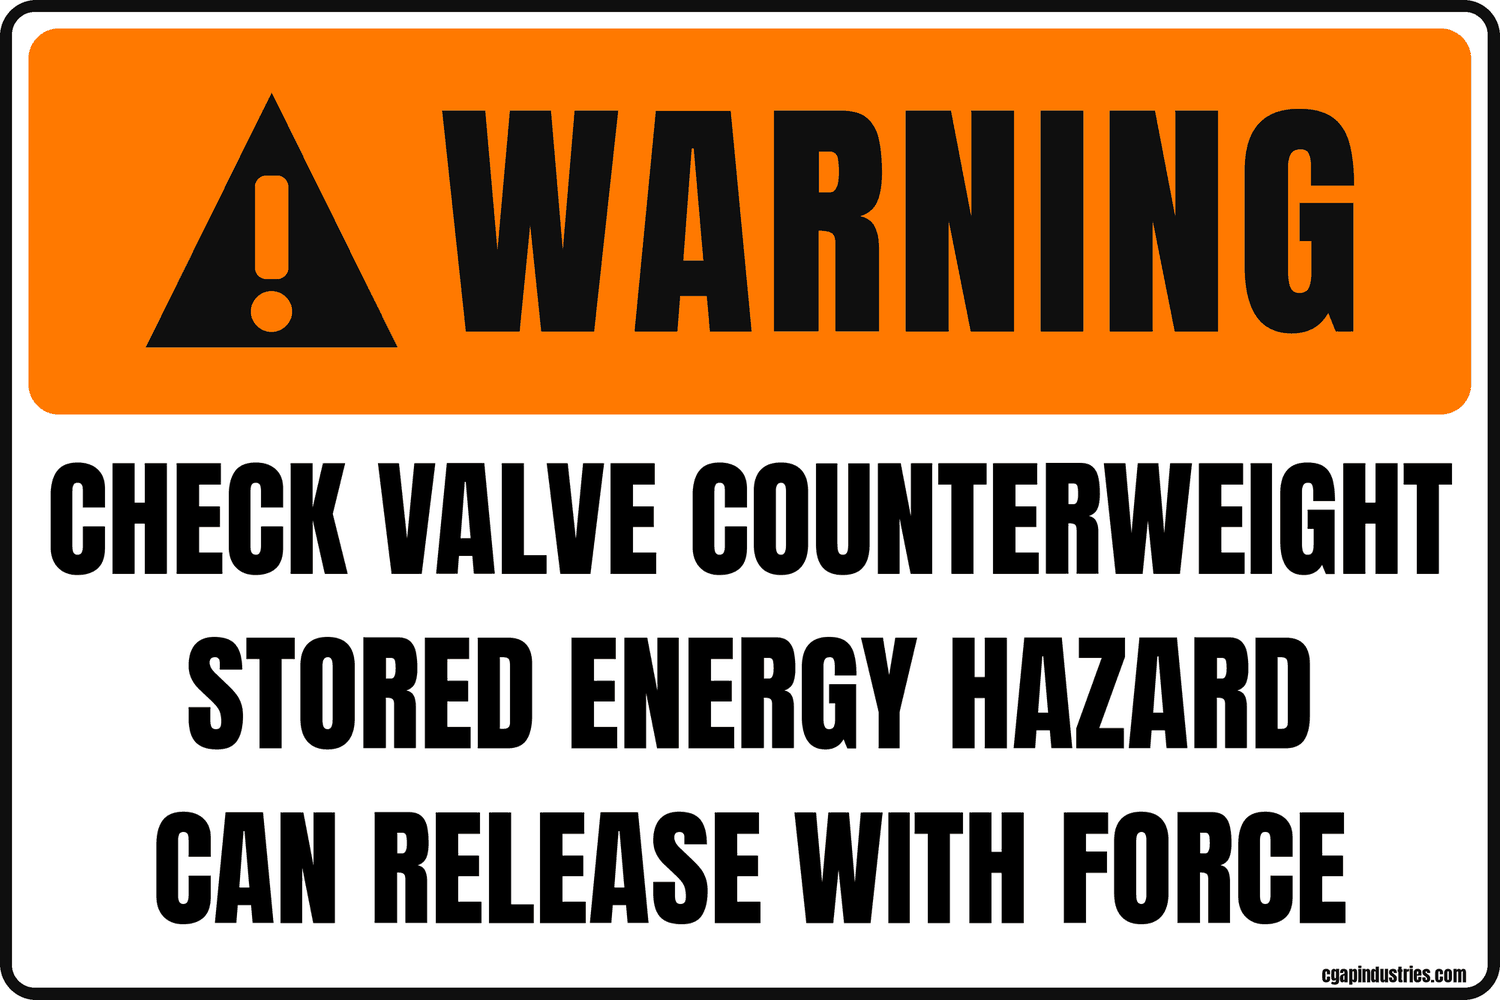 WARNING
CHECK VALVE COUNTERWEIGHT
STORED ENERGY HAZARD
CAN RELEASE WITH FORCE
cgapindustries.com